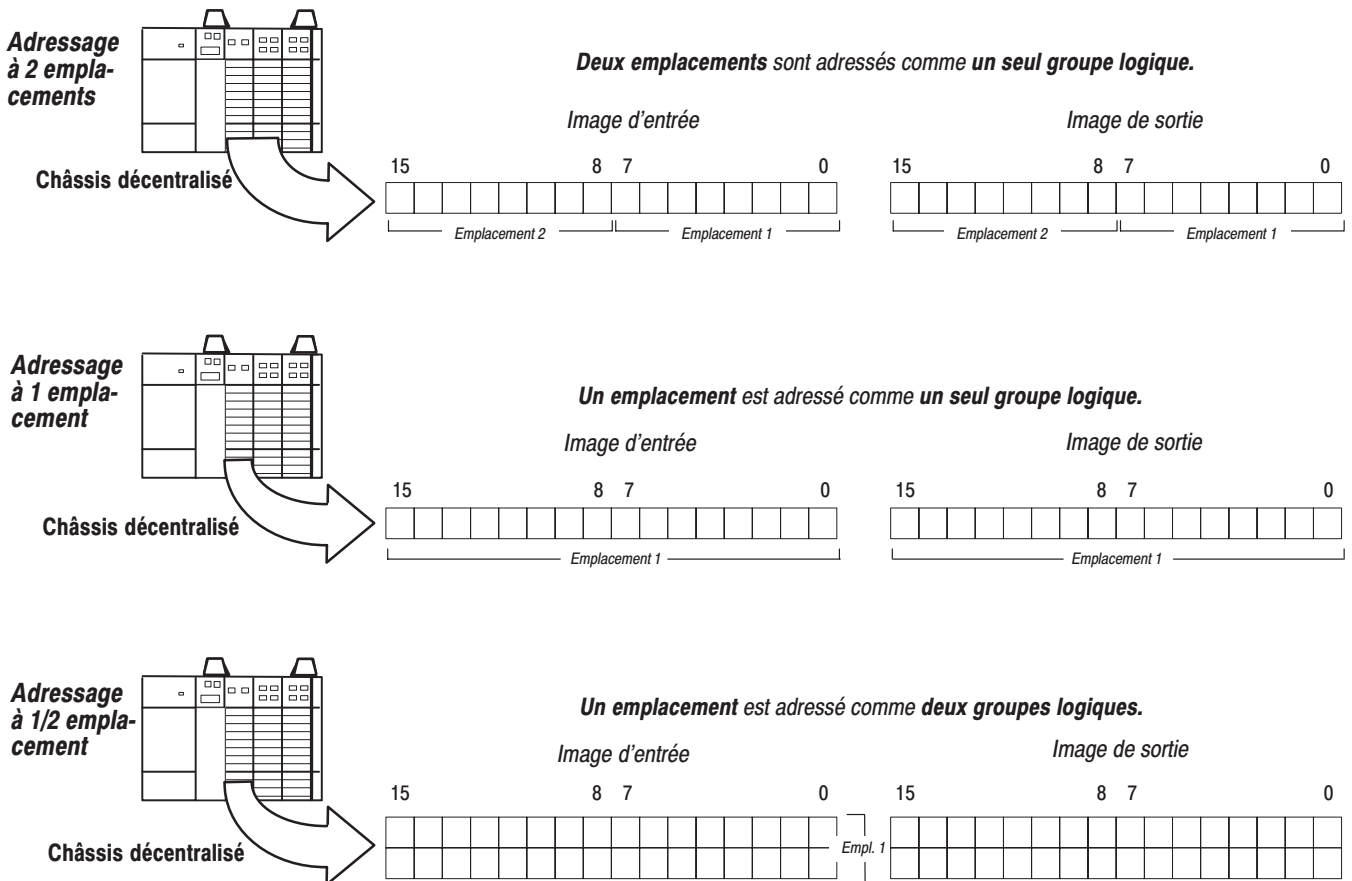 Adressage
à 2 empla-
cements
Deux emplacements sont adressés comme un seul groupe logique.
Image d'entrée
Image de sortie
Châssis décentralisé
15 8 7 0
15 8 7 0
Emplacement 2 Emplacement 1
Emplacement 2 Emplacement 1
Adressage
à 1 empla-
cement
Un emplacement est adressé comme un seul groupe logique.
Image d'entrée
Image de sortie
15 8 7 0
15 8 7 0
Châssis décentralisé
Emplacement 1
Emplacement 1
Adressage
à 1/2 empla-
cement
Un emplacement est adressé comme deux groupes logiques.
Image d'entrée
Image de sortie
15 8 7 0
15 8 7 0
Châssis décentralisé
Empl. 1